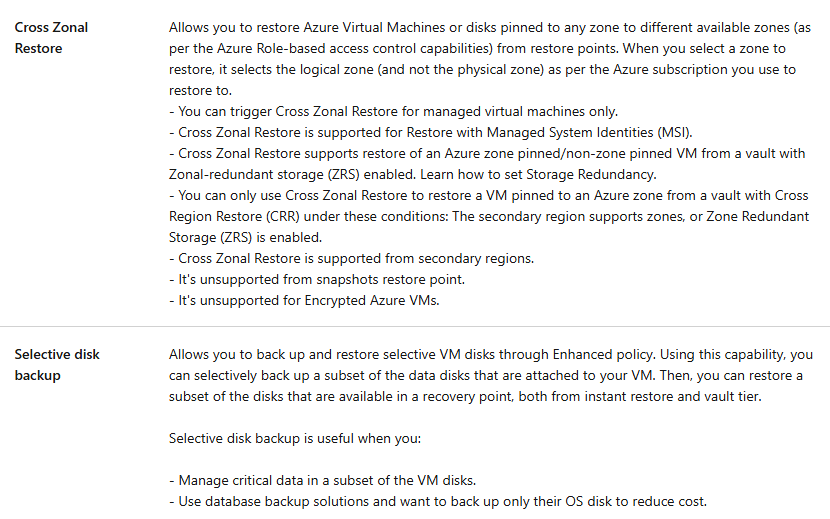 Cross Zonal
Restore
Allows you to restore Azure Virtual Machines or disks pinned to any zone to different available zones (as
per the Azure Role-based access control capabilities) from restore points. When you select a zone to
restore, it selects the logical zone (and not the physical zone) as per the Azure subscription you use to
restore to.
- You can trigger Cross Zonal Restore for managed virtual machines only.
- Cross Zonal Restore is supported for Restore with Managed System Identities (MSI).
- Cross Zonal Restore supports restore of an Azure zone pinned/non-zone pinned VM from a vault with
Zonal-redundant storage (ZRS) enabled. Learn how to set Storage Redundancy.
- You can only use Cross Zonal Restore to restore a VM pinned to an Azure zone from a vault with Cross
Region Restore (CRR) under these conditions: The secondary region supports zones, or Zone Redundant
Storage (ZRS) is enabled.
- Cross Zonal Restore is supported from secondary regions.
- It's unsupported from snapshots restore point.
- It's unsupported for Encrypted Azure VMs.
Selective disk
backup
Allows you to back up and restore selective VM disks through Enhanced policy. Using this capability, you
can selectively back up a subset of the data disks that are attached to your VM. Then, you can restore a
subset of the disks that are available in a recovery point, both from instant restore and vault tier.
Selective disk backup is useful when you:
- Manage critical data in a subset of the VM disks.
- Use database backup solutions and want to back up only their OS disk to reduce cost.